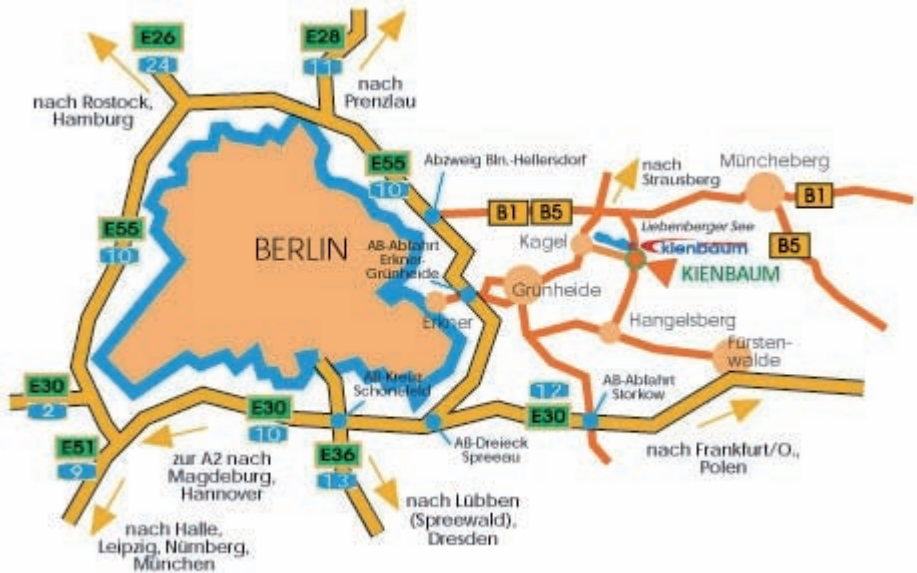 E26
24
nach Rostock,
Hamburg
E28
11
nach
Prenzlau
E55
10
Abzweig Bln.-Hellersdorf
nach
Strausberg
Müncheberg
B1 B5
B1
B5
E55
10
BERLIN
AB-Abfahrt
Erkner-
Grünheide
Kagel
Liebenberger See
kienbaum
KIENBAUM
Grünheide
Erkner
Hangelsberg
Fürsten-
walde
E30
2
AB-Kreuz
Schönefeld
12
E30
AB-Abfahrt
Storkow
E30
10
E51
9
zur A2 nach
Magdeburg,
Hannover
E36
13
AB-Dreieck
Spreeau
nach Frankfurt/O.,
Polen
nach Lübben
(Spreewald),
Dresden
nach Halle,
Leipzig, Nürnberg,
München